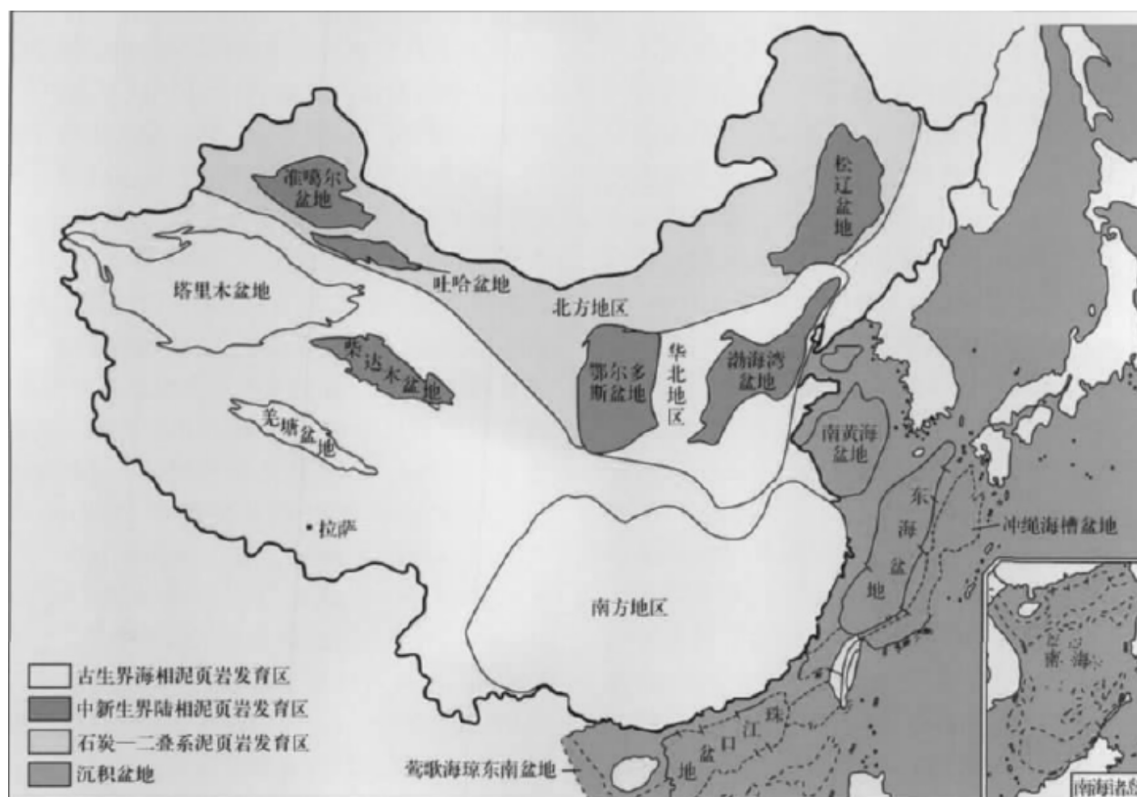 准噶尔
盆地
松辽盆地
塔里木盆地
吐哈盆地
北方地区
柴达木盆地
鄂尔多
斯盆地
华北地区
渤海湾
盆地
羌塘盆地
南黄海
盆地
拉萨
东海盆地
冲绳海槽盆地
南方地区
南海
古生界海相泥页岩发育区
中新生界陆相泥页岩发育区
石炭—二叠系泥页岩发育区
沉积盆地
珠江口盆地
莺歌海琼东南盆地
南海诸岛